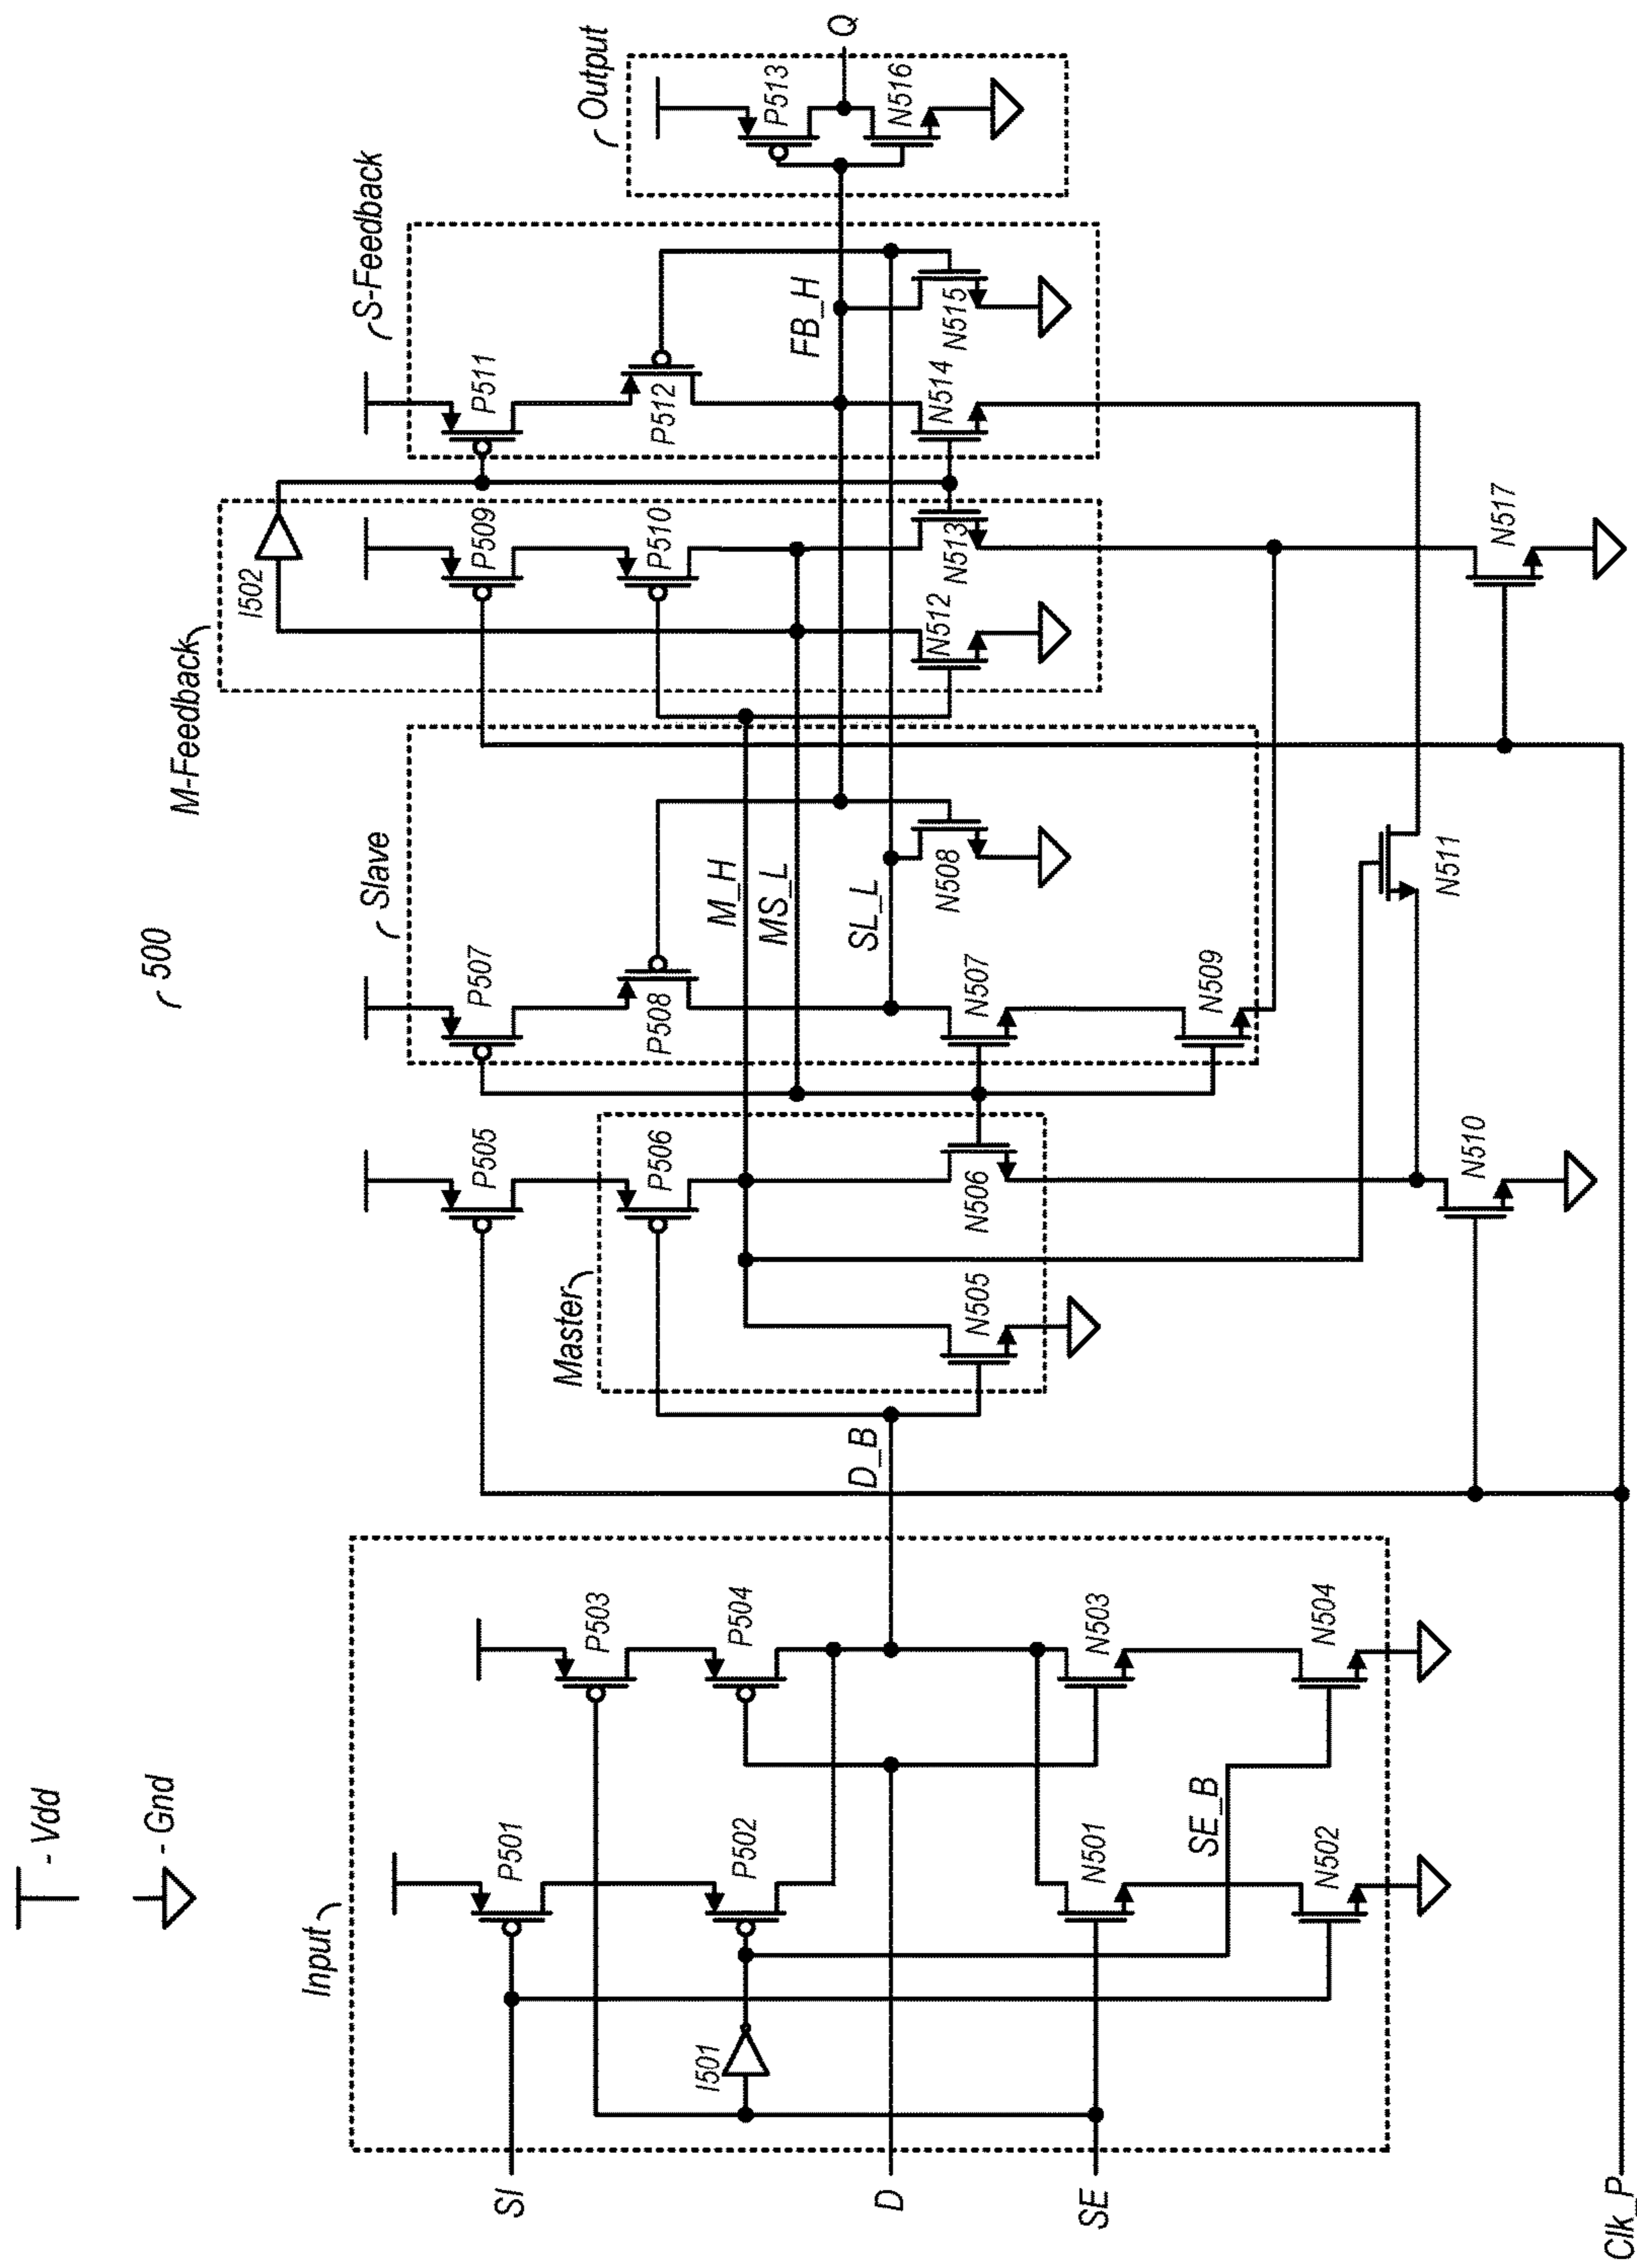 500
- Vdd
- Gnd
Input
Master
Slave
M-Feedback
S-Feedback
Output
SI
D
SE
Clk_P
I501
P501
P502
P503
P504
N501
N502
N503
N504
SE_B
D_B
P505
P506
N505
N506
N510
N511
P507
P508
N507
N508
N509
M_H
MS_L
SL_L
I502
P509
P510
N512
N513
N517
P511
P512
N514
N515
FB_H
P513
N516
Q